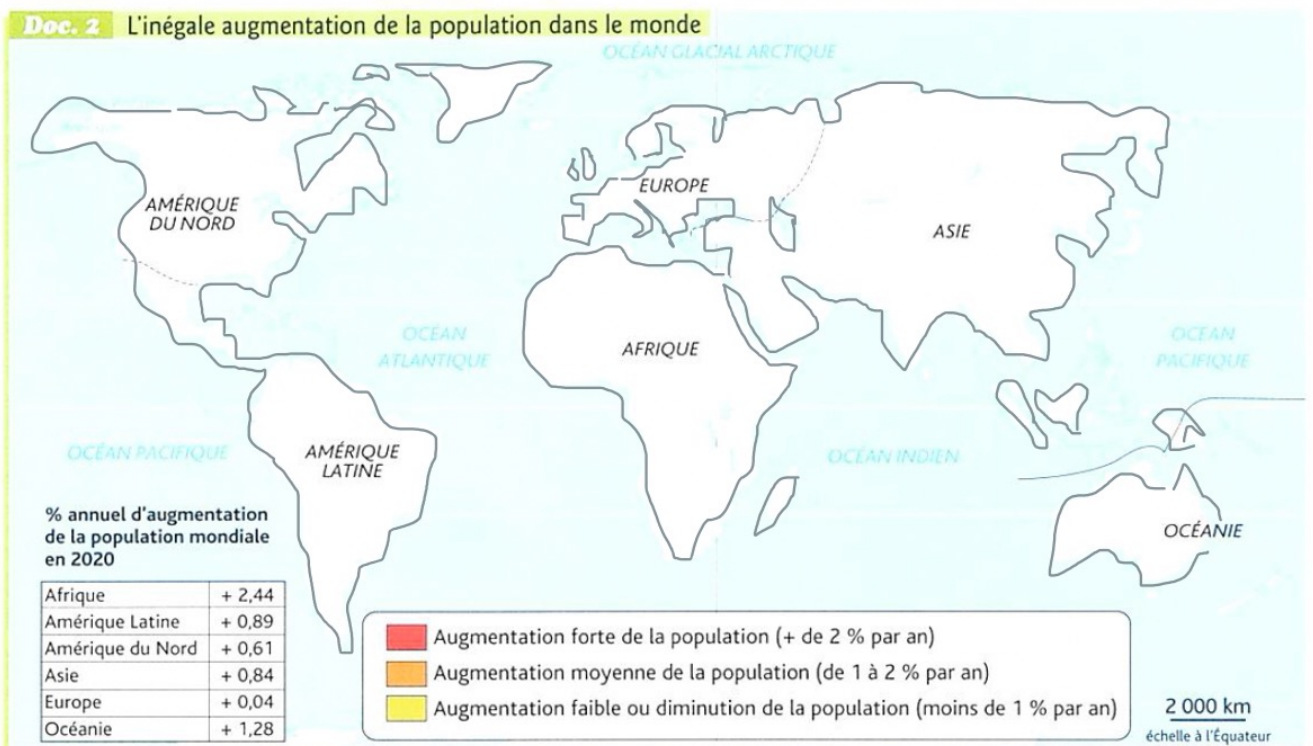 Doc. 2 L'inégale augmentation de la population dans le monde
OCÉAN GLACIAL ARCTIQUE
AMÉRIQUE
DU NORD
EUROPE
ASIE
OCÉAN
ATLANTIQUE
AFRIQUE
OCÉAN
PACIFIQUE
OCÉAN PACIFIQUE
AMÉRIQUE
LATINE
OCÉAN INDIEN
OCÉANIE
% annuel d'augmentation
de la population mondiale
en 2020
Afrique + 2,44
Amérique Latine + 0,89
Amérique du Nord + 0,61
Asie + 0,84
Europe + 0,04
Océanie + 1,28
Augmentation forte de la population (+ de 2 % par an)
Augmentation moyenne de la population (de 1 à 2 % par an)
Augmentation faible ou diminution de la population (moins de 1 % par an)
2 000 km
échelle à l'Équateur